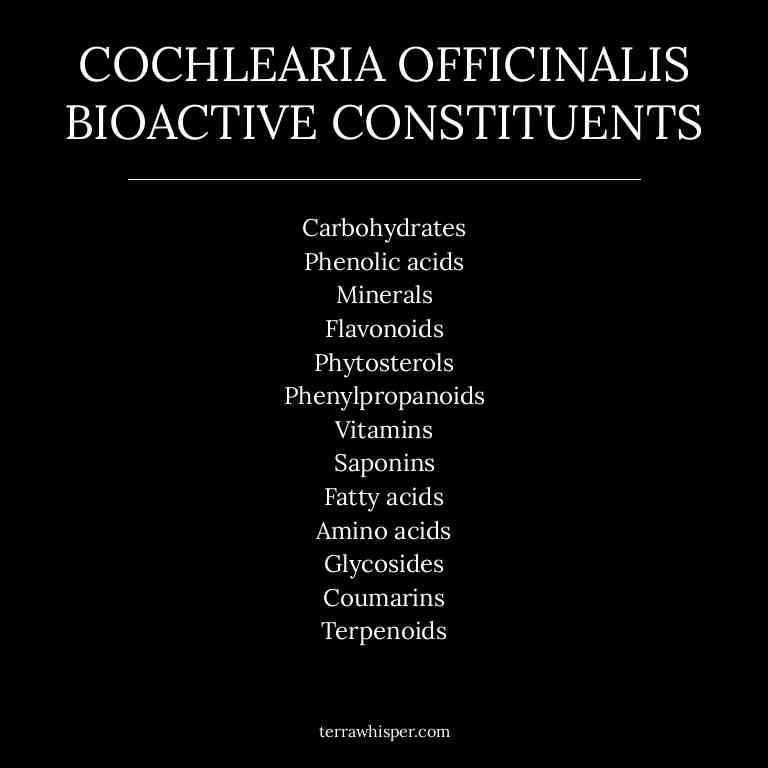 COCHLEARIA OFFICINALIS
BIOACTIVE CONSTITUENTS
Carbohydrates
Phenolic acids
Minerals
Flavonoids
Phytosterols
Phenylpropanoids
Vitamins
Saponins
Fatty acids
Amino acids
Glycosides
Coumarins
Terpenoids
terrawhisper.com